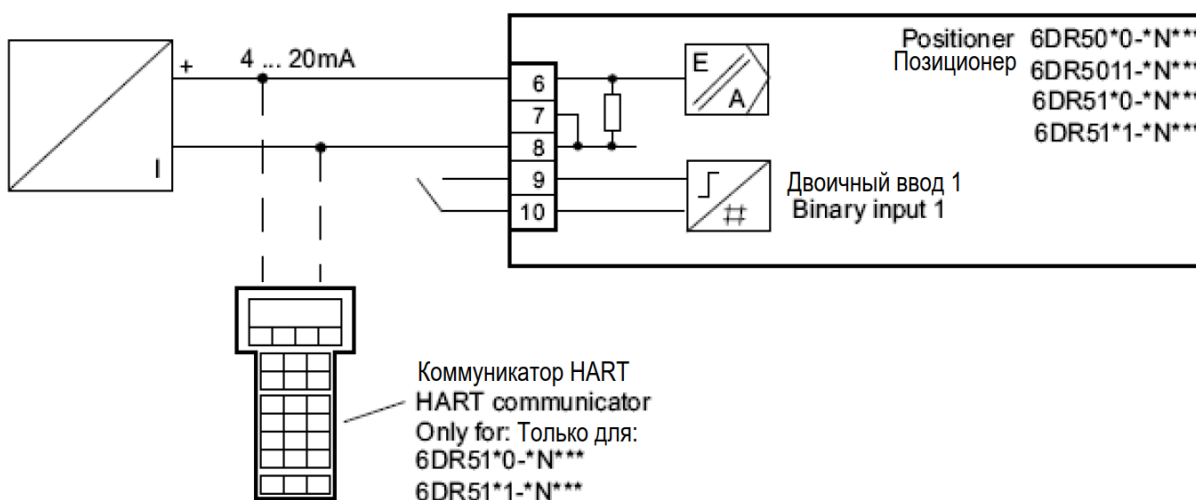 Positioner 6DR50*0-*N***
Позиционер 6DR5011-*N***
6DR51*0-*N***
6DR51*1-*N***
+ 4 ... 20mA
I
6
7
8
9
10
E
A
Двоичный ввод 1
Binary input 1
Коммуникатор HART
HART communicator
Only for: Только для:
6DR51*0-*N***
6DR51*1-*N***